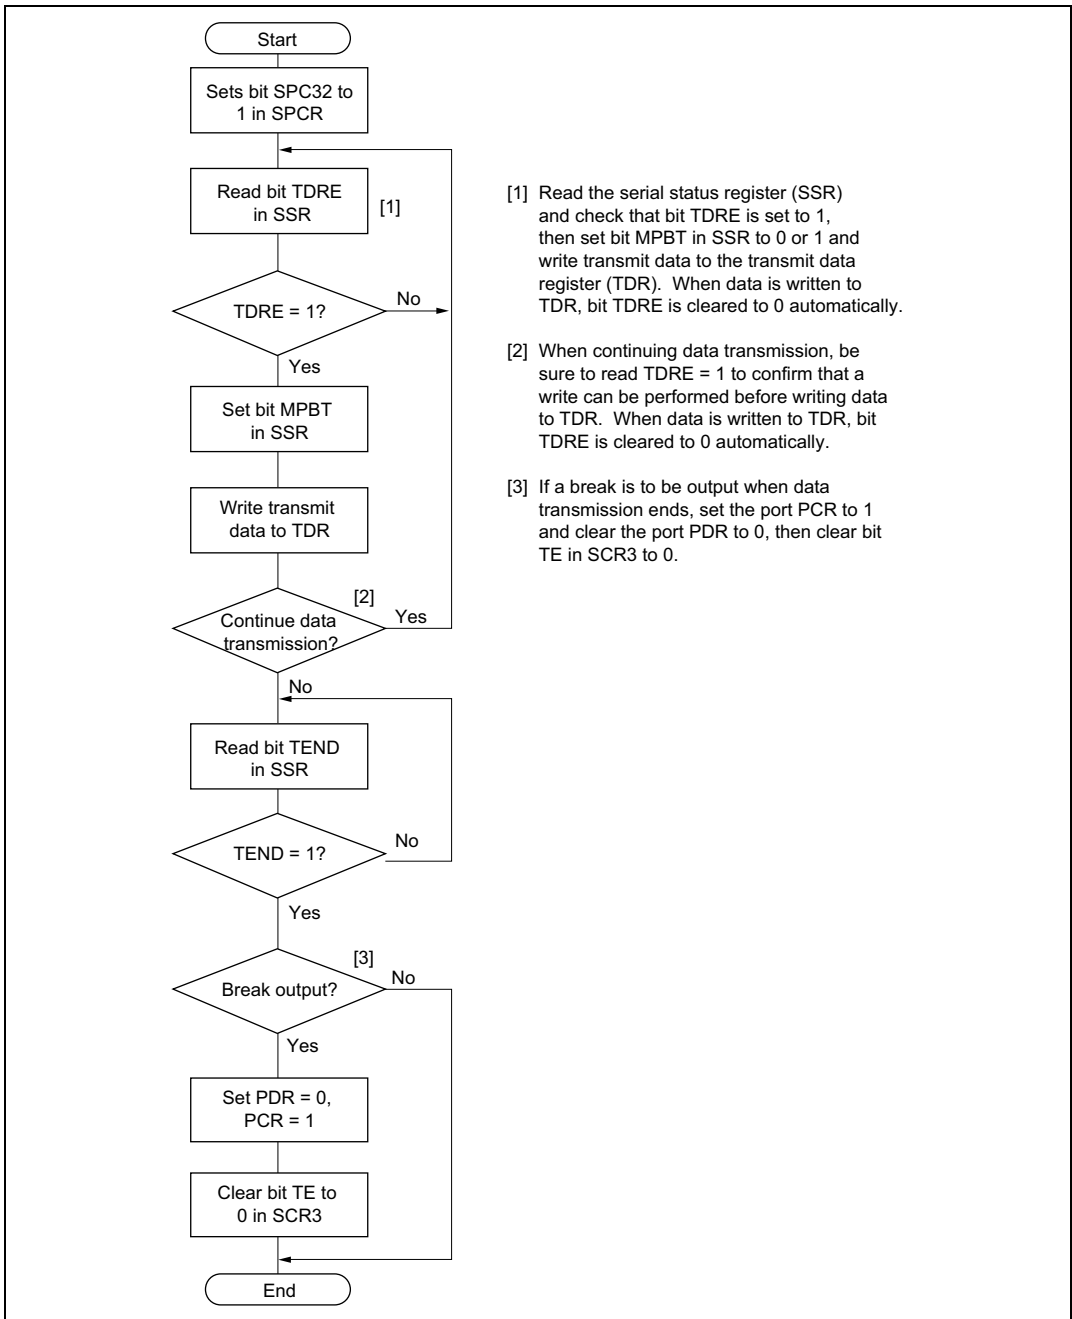 Start
Sets bit SPC32 to
1 in SPCR
Read bit TDRE
in SSR
[1]
TDRE = 1?
No
Yes
Set bit MPBT
in SSR
Write transmit
data to TDR
[2]
Continue data
transmission?
Yes
No
Read bit TEND
in SSR
TEND = 1?
No
Yes
[3]
Break output?
No
Yes
Set PDR = 0,
PCR = 1
Clear bit TE to
0 in SCR3
End
[1] Read the serial status register (SSR)
and check that bit TDRE is set to 1,
then set bit MPBT in SSR to 0 or 1 and
write transmit data to the transmit data
register (TDR). When data is written to
TDR, bit TDRE is cleared to 0 automatically.
[2] When continuing data transmission, be
sure to read TDRE = 1 to confirm that a
write can be performed before writing data
to TDR. When data is written to TDR, bit
TDRE is cleared to 0 automatically.
[3] If a break is to be output when data
transmission ends, set the port PCR to 1
and clear the port PDR to 0, then clear bit
TE in SCR3 to 0.